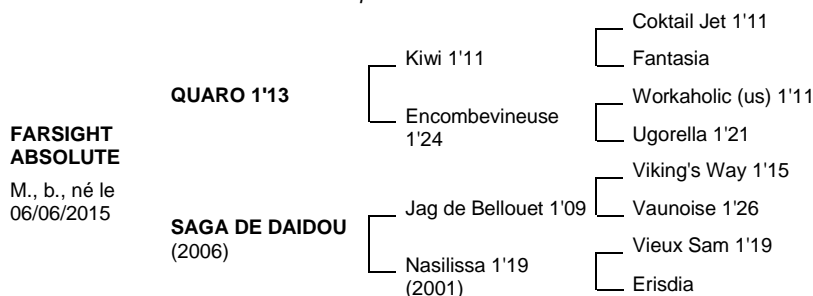 Coktail Jet 1'11
Kiwi 1'11
Fantasia
QUARO 1'13
Encombevineuse
1'24
Workaholic (us) 1'11
Ugorella 1'21
FARSIGHT
ABSOLUTE
M., b., né le
06/06/2015
Viking's Way 1'15
Jag de Bellouet 1'09
Vaunoise 1'26
SAGA DE DAIDOU
(2006)
Vieux Sam 1'19
Nasilissa 1'19
(2001)
Erisdia